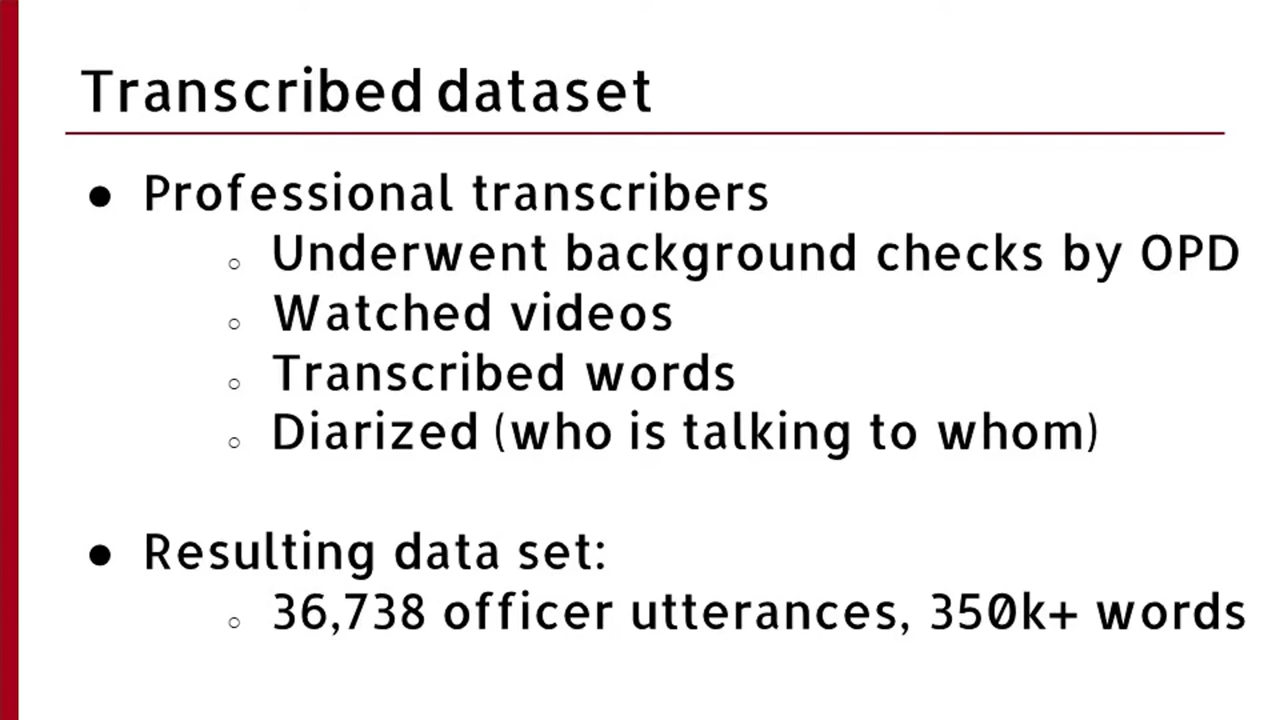 Transcribed dataset
● Professional transcribers
○ Underwent background checks by OPD
○ Watched videos
○ Transcribed words
○ Diarized (who is talking to whom)
● Resulting data set:
○ 36,738 officer utterances, 350k+ words